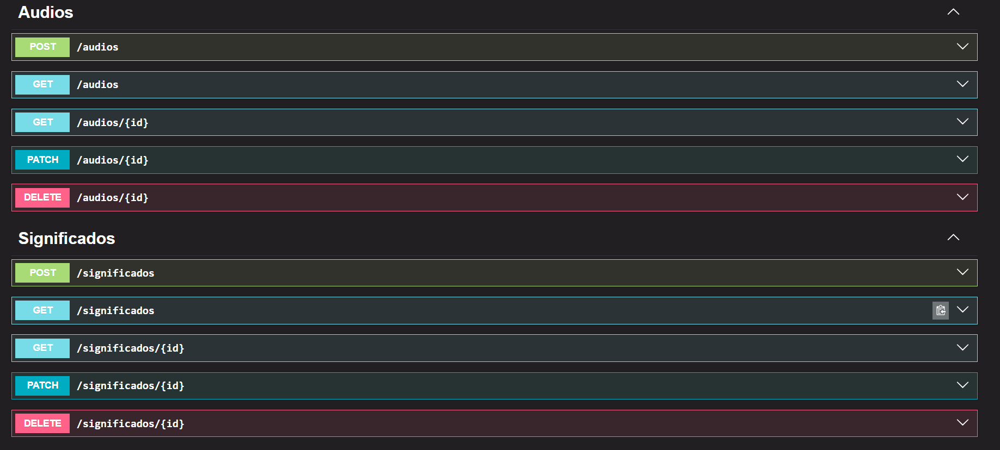 Audios
POST /audios
GET /audios
GET /audios/{id}
PATCH /audios/{id}
DELETE /audios/{id}
Significados
POST /significados
GET /significados
GET /significados/{id}
PATCH /significados/{id}
DELETE /significados/{id}